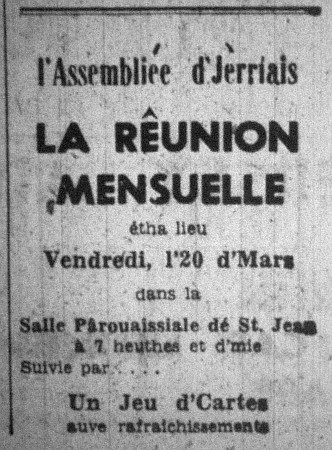 l'Assembliée d'Jèrriais
LA RÊUNION
MENSUELLE
étha lieu
Vendredi, l'20 d'Mars
dans la
Salle Pârouaissiale dé St. Jean
à 7 heuthes et d'mie
Suivie par....
Un Jeu d'Cartes
auve rafraîchissements